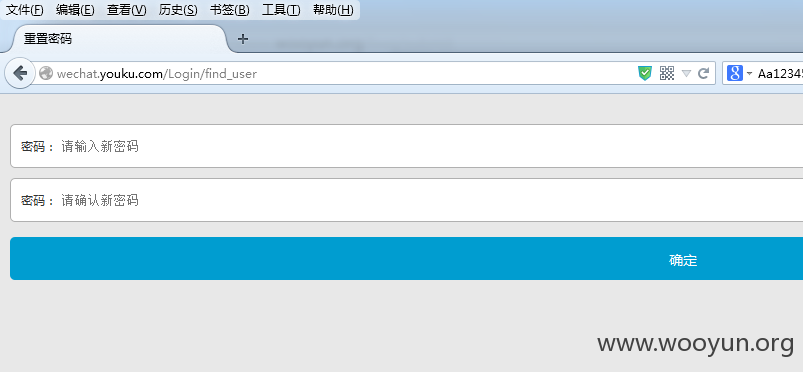 文件(F) 编辑(E) 查看(V) 历史(S) 书签(B) 工具(T) 帮助(H)
重置密码
wechat.youku.com/Login/find_user
Aa12345
密码： 请输入新密码
密码： 请确认新密码
确定
www.wooyun.org